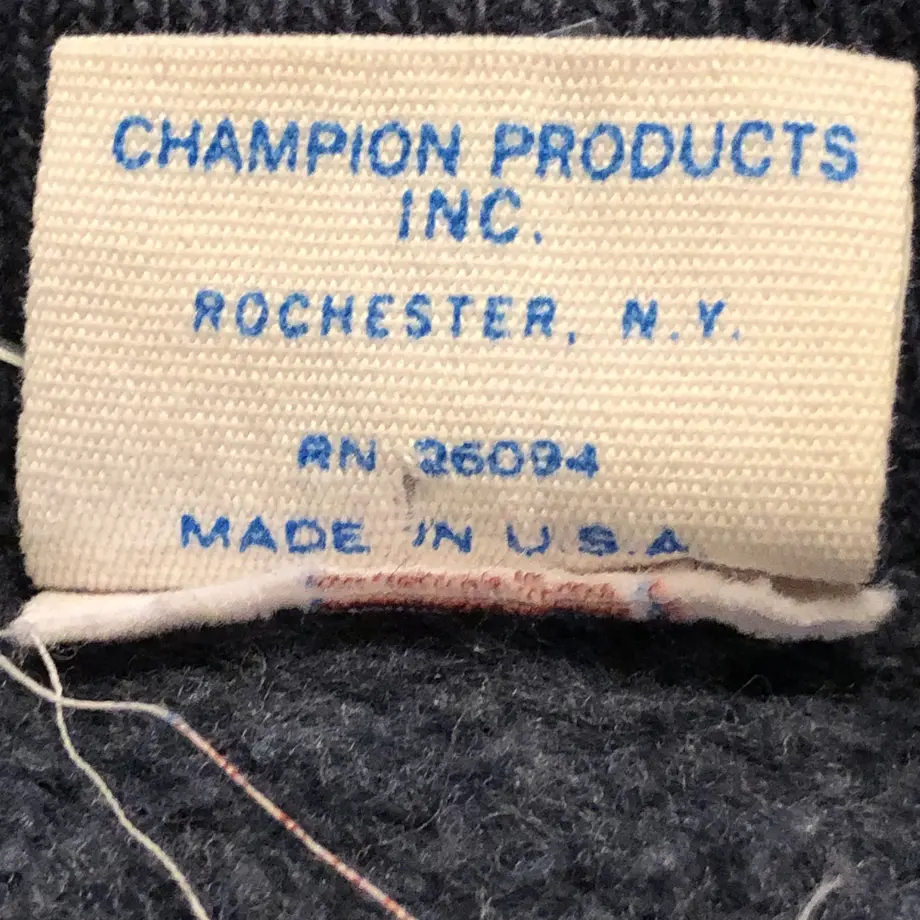 CHAMPION PRODUCTS
INC.
ROCHESTER, N.Y.
RN 26094
MADE IN U.S.A.